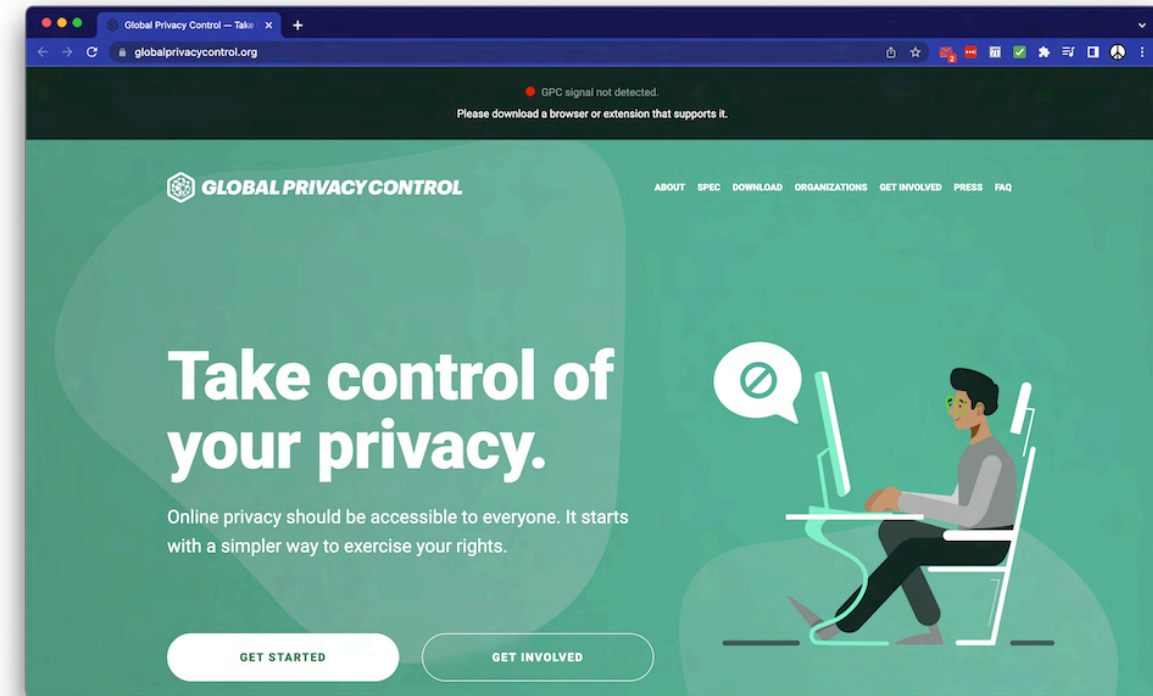 Global Privacy Control — Take
globalprivacycontrol.org
2
GPC signal not detected.
Please download a browser or extension that supports it.
GLOBAL PRIVACY CONTROL
ABOUT SPEC DOWNLOAD ORGANIZATIONS GET INVOLVED PRESS FAQ
Take control of
your privacy.
Online privacy should be accessible to everyone. It starts
with a simpler way to exercise your rights.
GET STARTED
GET INVOLVED